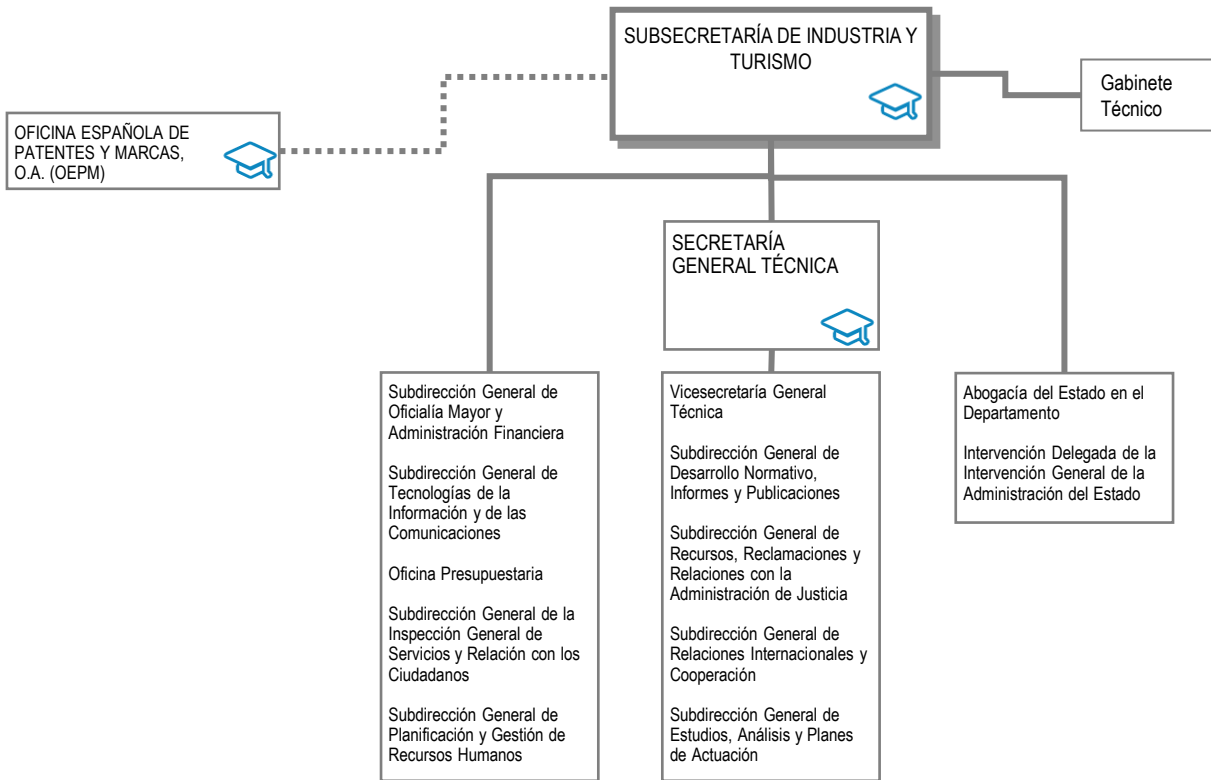 SUBSECRETARÍA DE INDUSTRIA Y
TURISMO
Gabinete
Técnico
OFICINA ESPAÑOLA DE
PATENTES Y MARCAS,
O.A. (OEPM)
SECRETARÍA
GENERAL TÉCNICA
Subdirección General de
Oficialía Mayor y
Administración Financiera
Subdirección General de
Tecnologías de la
Información y de las
Comunicaciones
Oficina Presupuestaria
Subdirección General de la
Inspección General de
Servicios y Relación con los
Ciudadanos
Subdirección General de
Planificación y Gestión de
Recursos Humanos
Vicesecretaría General
Técnica
Subdirección General de
Desarrollo Normativo,
Informes y Publicaciones
Subdirección General de
Recursos, Reclamaciones y
Relaciones con la
Administración de Justicia
Subdirección General de
Relaciones Internacionales y
Cooperación
Subdirección General de
Estudios, Análisis y Planes
de Actuación
Abogacía del Estado en el
Departamento
Intervención Delegada de la
Intervención General de la
Administración del Estado